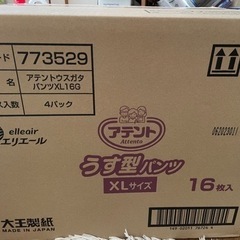 ード 773529
名 アテントウスガタ
パンツXL16G
ス入数 4パック
elleair
エリエール
アテント
Attento
うす型パンツ
XLサイズ
16枚入
大王製紙
MADE IN JAPAN